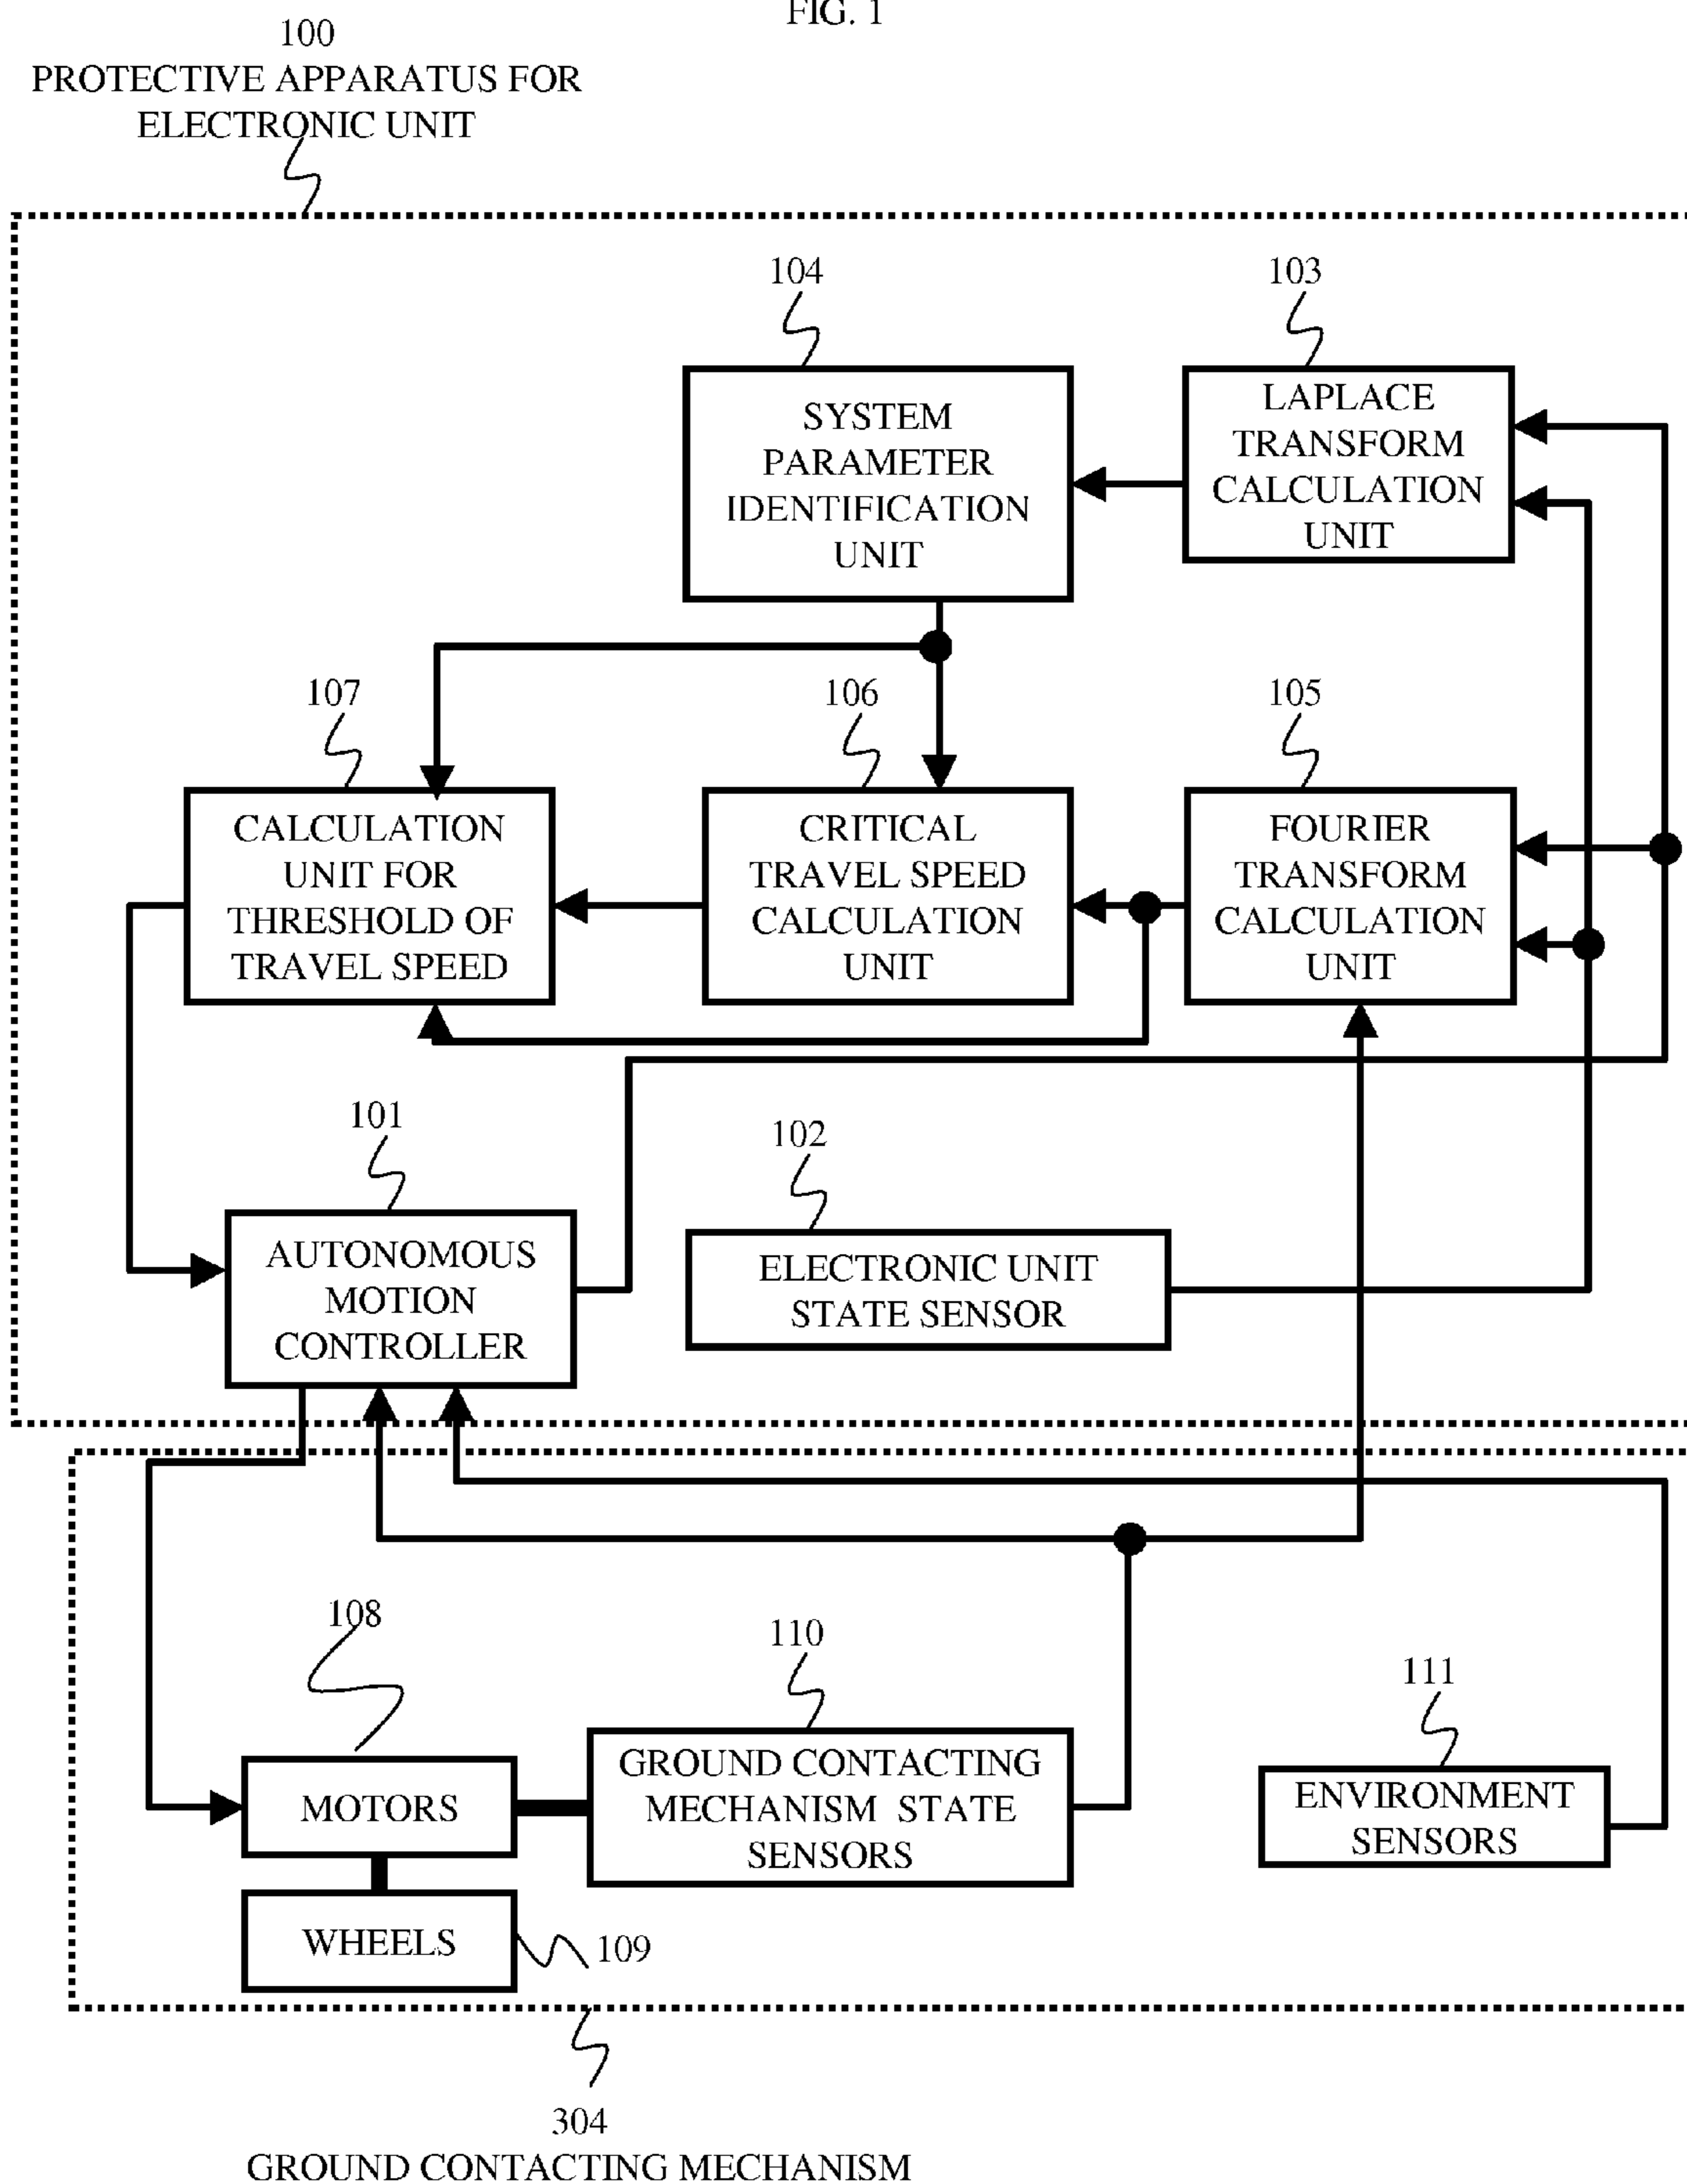 FIG. 1
100
PROTECTIVE APPARATUS FOR
ELECTRONIC UNIT
104
103
SYSTEM
PARAMETER
IDENTIFICATION
UNIT
LAPLACE
TRANSFORM
CALCULATION
UNIT
107
106
105
CALCULATION
UNIT FOR
THRESHOLD OF
TRAVEL SPEED
CRITICAL
TRAVEL SPEED
CALCULATION
UNIT
FOURIER
TRANSFORM
CALCULATION
UNIT
101
102
AUTONOMOUS
MOTION
CONTROLLER
ELECTRONIC UNIT
STATE SENSOR
108
110
111
MOTORS
GROUND CONTACTING
MECHANISM STATE
SENSORS
ENVIRONMENT
SENSORS
WHEELS
109
304
GROUND CONTACTING MECHANISM